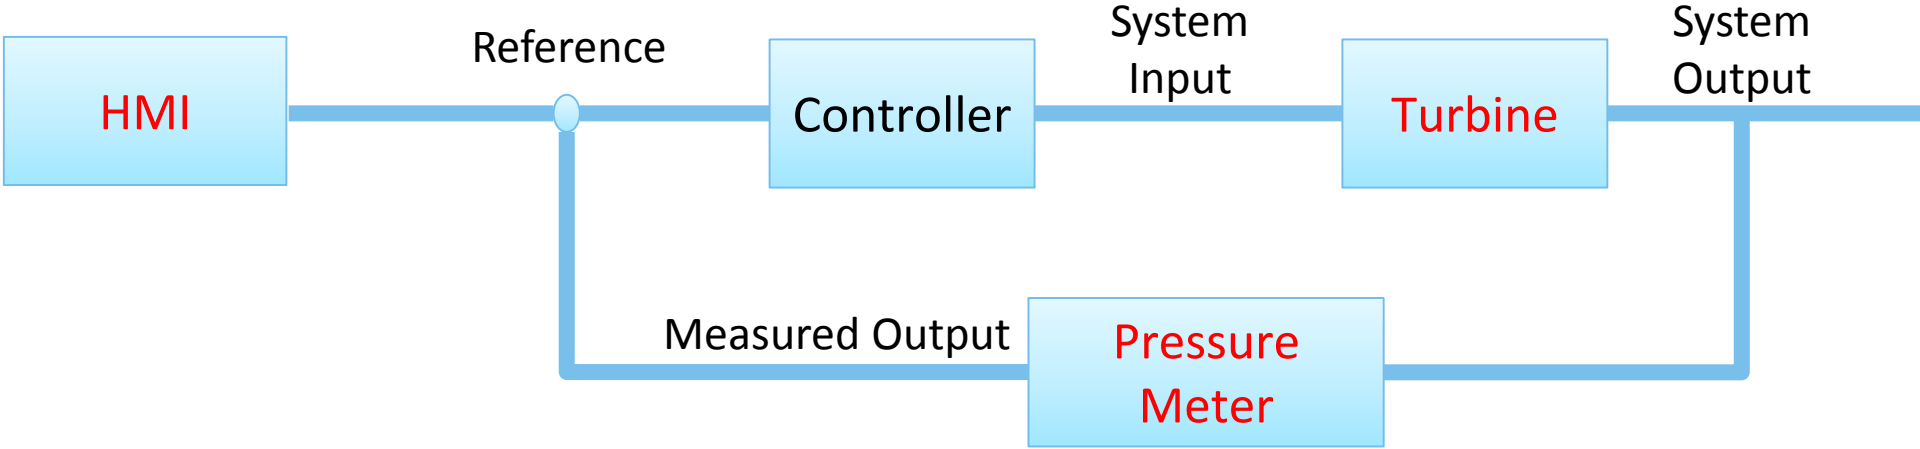 HMI
Reference
Controller
System
Input
Turbine
System
Output
Measured Output
Pressure
Meter